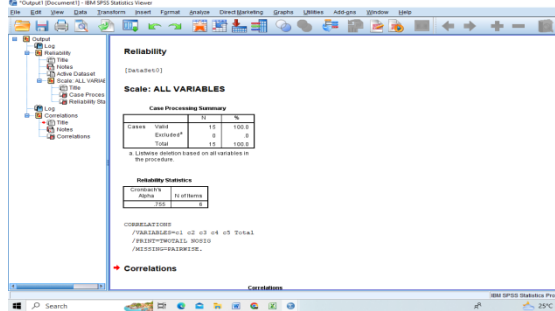 *Output1 [Document1] - IBM SPSS Statistics Viewer
File Edit View Data Transform Insert Format Analyze Direct Marketing Graphs Utilities Add-ons Window Help
Output
Log
Reliability
Title
Notes
Active Dataset
Scale: ALL VARIABLE
Title
Case Proces
Reliability Sta
Log
Correlations
Title
Notes
Correlations
Reliability
[DataSet0]
Scale: ALL VARIABLES
Case Processing Summary
N %
Cases Valid 15 100.0
Excludedª 0 .0
Total 15 100.0
a. Listwise deletion based on all variables in
the procedure.
Reliability Statistics
Cronbach's
Alpha N of Items
.755 6
CORRELATIONS
/VARIABLES=c1 c2 c3 c4 c5 Total
/PRINT=TWOTAIL NOSIG
/MISSING=PAIRWISE.
Correlations
Correlations
IBM SPSS Statistics Pro
Search
25°C